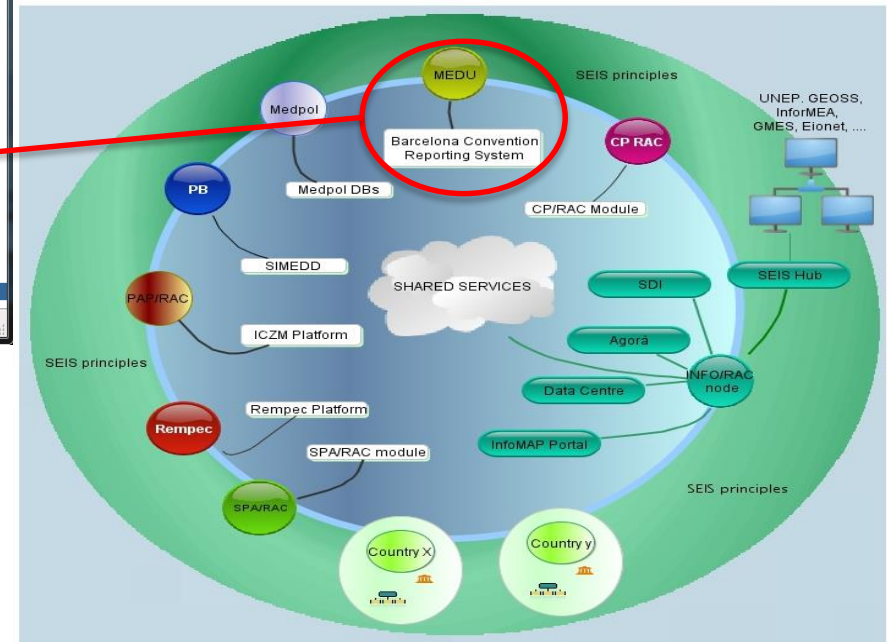 MEDU
SEIS principles
UNEP. GEOSS,
InforMEA,
GMES, Eionet, ....
Medpol
Barcelona Convention
Reporting System
CP RAC
PB
Medpol DBs
CP/RAC Module
SIMEDD
SHARED SERVICES
SDI
SEIS Hub
PAP/RAC
ICZM Platform
Agorà
SEIS principles
INFO/RAC
node
Data Centre
Rempec Platform
Rempec
InfoMAP Portal
SPA/RAC module
SEIS principles
SPA/RAC
Country X
Country y